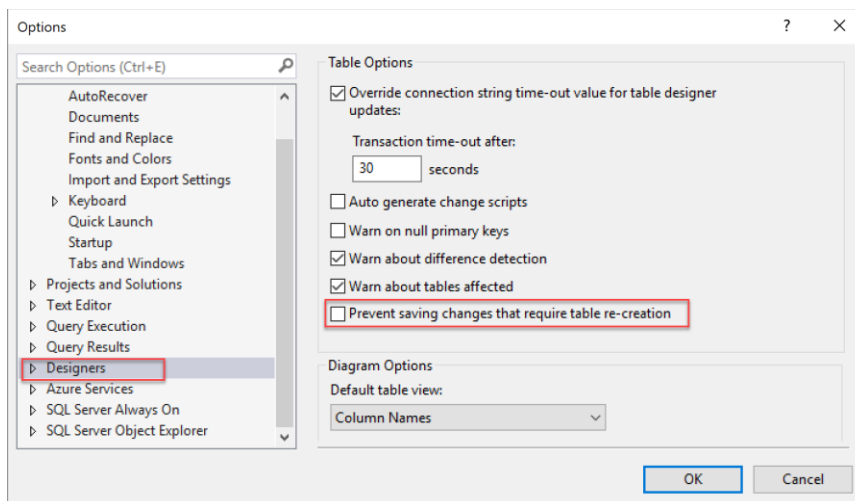 Options
?
Search Options (Ctrl+E)
AutoRecover
Documents
Find and Replace
Fonts and Colors
Import and Export Settings
Keyboard
Quick Launch
Startup
Tabs and Windows
Projects and Solutions
Text Editor
Query Execution
Query Results
Designers
Azure Services
SQL Server Always On
SQL Server Object Explorer
Table Options
Override connection string time-out value for table designer
updates:
Transaction time-out after:
30 seconds
Auto generate change scripts
Warn on null primary keys
Warn about difference detection
Warn about tables affected
Prevent saving changes that require table re-creation
Diagram Options
Default table view:
Column Names
OK Cancel